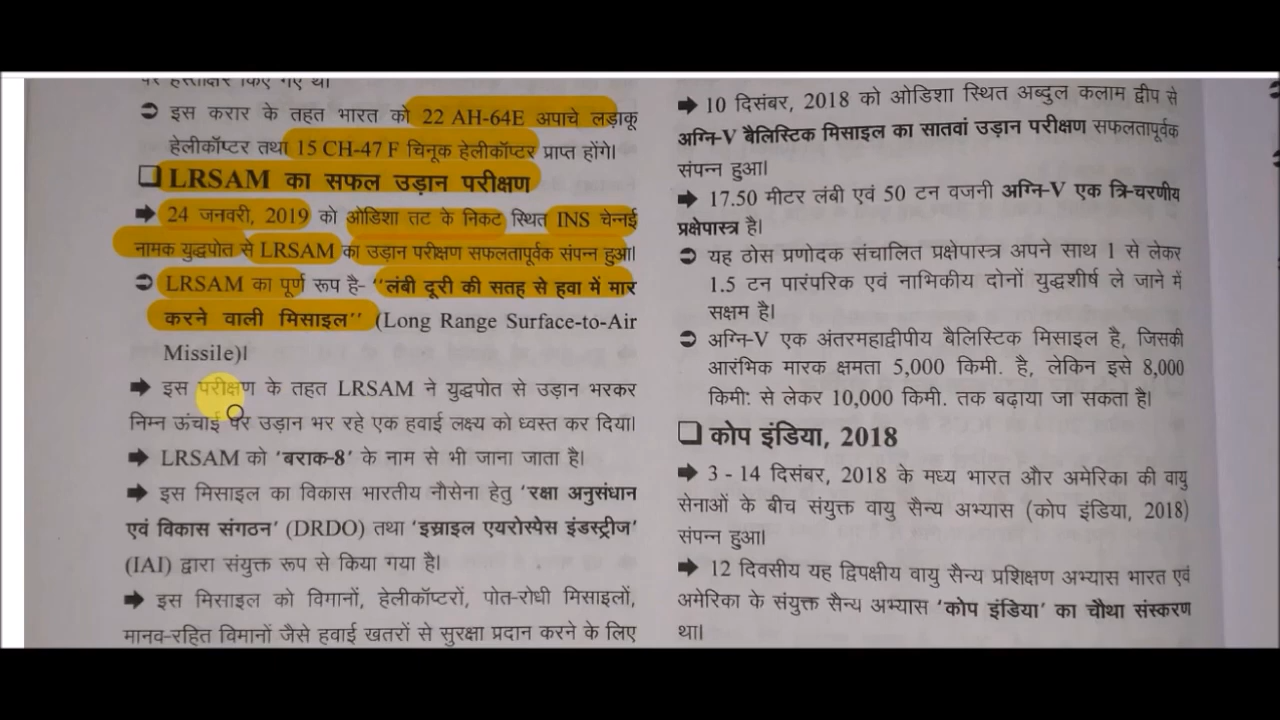 पर हस्ताक्षर किए गए थे।
➲ इस करार के तहत भारत को 22 AH-64E अपाचे लड़ाकू
हेलीकॉप्टर तथा 15 CH-47 F चिनूक हेलीकॉप्टर प्राप्त होंगे।
❑ LRSAM का सफल उड़ान परीक्षण
➡ 24 जनवरी, 2019 को ओडिशा तट के निकट स्थित INS चेन्नई
नामक युद्धपोत से LRSAM का उड़ान परीक्षण सफलतापूर्वक संपन्न हुआ।
➲ LRSAM का पूर्ण रूप है- ''लंबी दूरी की सतह से हवा में मार
करने वाली मिसाइल'' (Long Range Surface-to-Air
Missile)।
➡ इस परीक्षण के तहत LRSAM ने युद्धपोत से उड़ान भरकर
निम्न ऊंचाई पर उड़ान भर रहे एक हवाई लक्ष्य को ध्वस्त कर दिया।
➡ LRSAM को 'बराक-8' के नाम से भी जाना जाता है।
➡ इस मिसाइल का विकास भारतीय नौसेना हेतु 'रक्षा अनुसंधान
एवं विकास संगठन' (DRDO) तथा 'इस्राइल एयरोस्पेस इंडस्ट्रीज'
(IAI) द्वारा संयुक्त रूप से किया गया है।
➡ इस मिसाइल को विगानों, हेलीकॉप्टरों, पोत-रोधी मिसाइलों,
मानव-रहित विमानों जैसे हवाई खतरों से सुरक्षा प्रदान करने के लिए
➡ 10 दिसंबर, 2018 को ओडिशा स्थित अब्दुल कलाम द्वीप से
अग्नि-V बैलिस्टिक मिसाइल का सातवां उड़ान परीक्षण सफलतापूर्वक
संपन्न हुआ।
➡ 17.50 मीटर लंबी एवं 50 टन वजनी अग्नि-V एक त्रि-चरणीय
प्रक्षेपास्त्र है।
➲ यह ठोस प्रणोदक संचालित प्रक्षेपास्त्र अपने साथ 1 से लेकर
1.5 टन पारंपरिक एवं नाभिकीय दोनों युद्धशीर्ष ले जाने में
सक्षम है।
➲ अग्नि-V एक अंतरमहाद्वीपीय बैलिस्टिक मिसाइल है, जिसकी
आरंभिक मारक क्षमता 5,000 किमी. है, लेकिन इसे 8,000
किमी: से लेकर 10,000 किमी. तक बढ़ाया जा सकता है।
❑ कोप इंडिया, 2018
➡ 3 - 14 दिसंबर, 2018 के मध्य भारत और अमेरिका की वायु
सेनाओं के बीच संयुक्त वायु सैन्य अभ्यास (कोप इंडिया, 2018)
संपन्न हुआ।
➡ 12 दिवसीय यह द्विपक्षीय वायु सैन्य प्रशिक्षण अभ्यास भारत एवं
अमेरिका के संयुक्त सैन्य अभ्यास 'कोप इंडिया' का चौथा संस्करण
था।